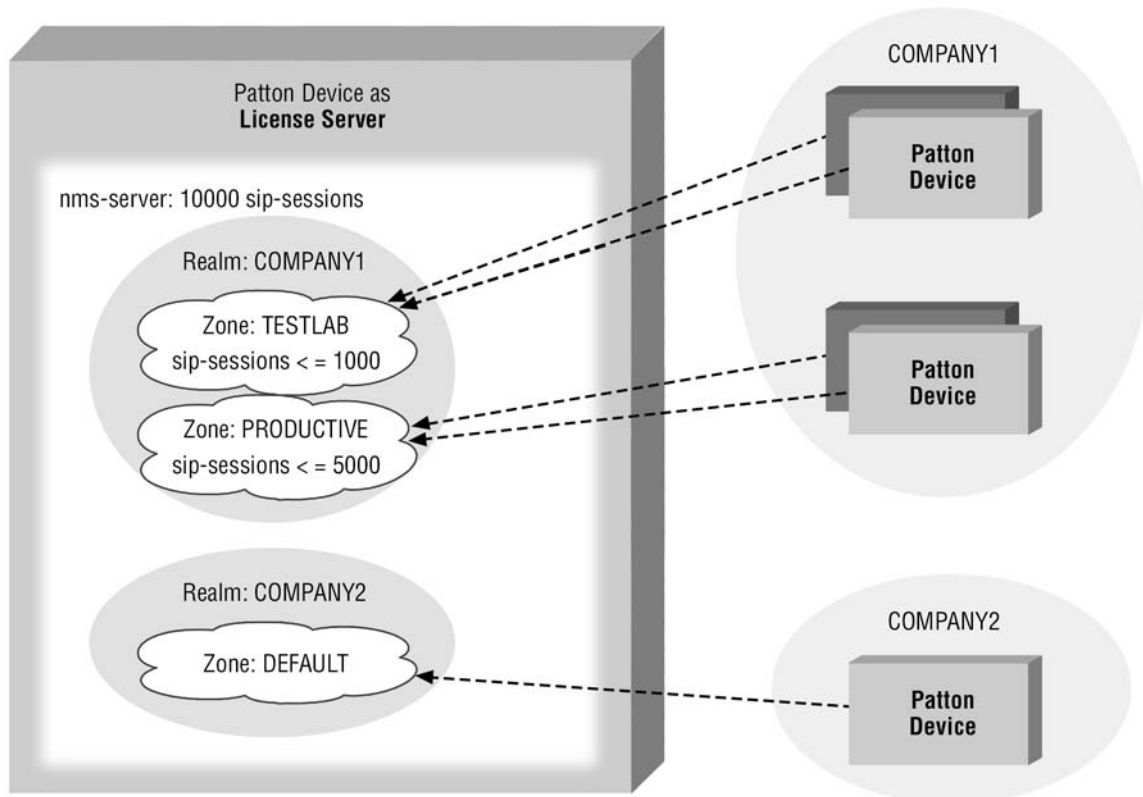 Patton Device as
License Server
nms-server: 10000 sip-sessions
Realm: COMPANY1
Zone: TESTLAB
sip-sessions < = 1000
Zone: PRODUCTIVE
sip-sessions < = 5000
Realm: COMPANY2
Zone: DEFAULT
COMPANY1
Patton
Device
Patton
Device
COMPANY2
Patton
Device